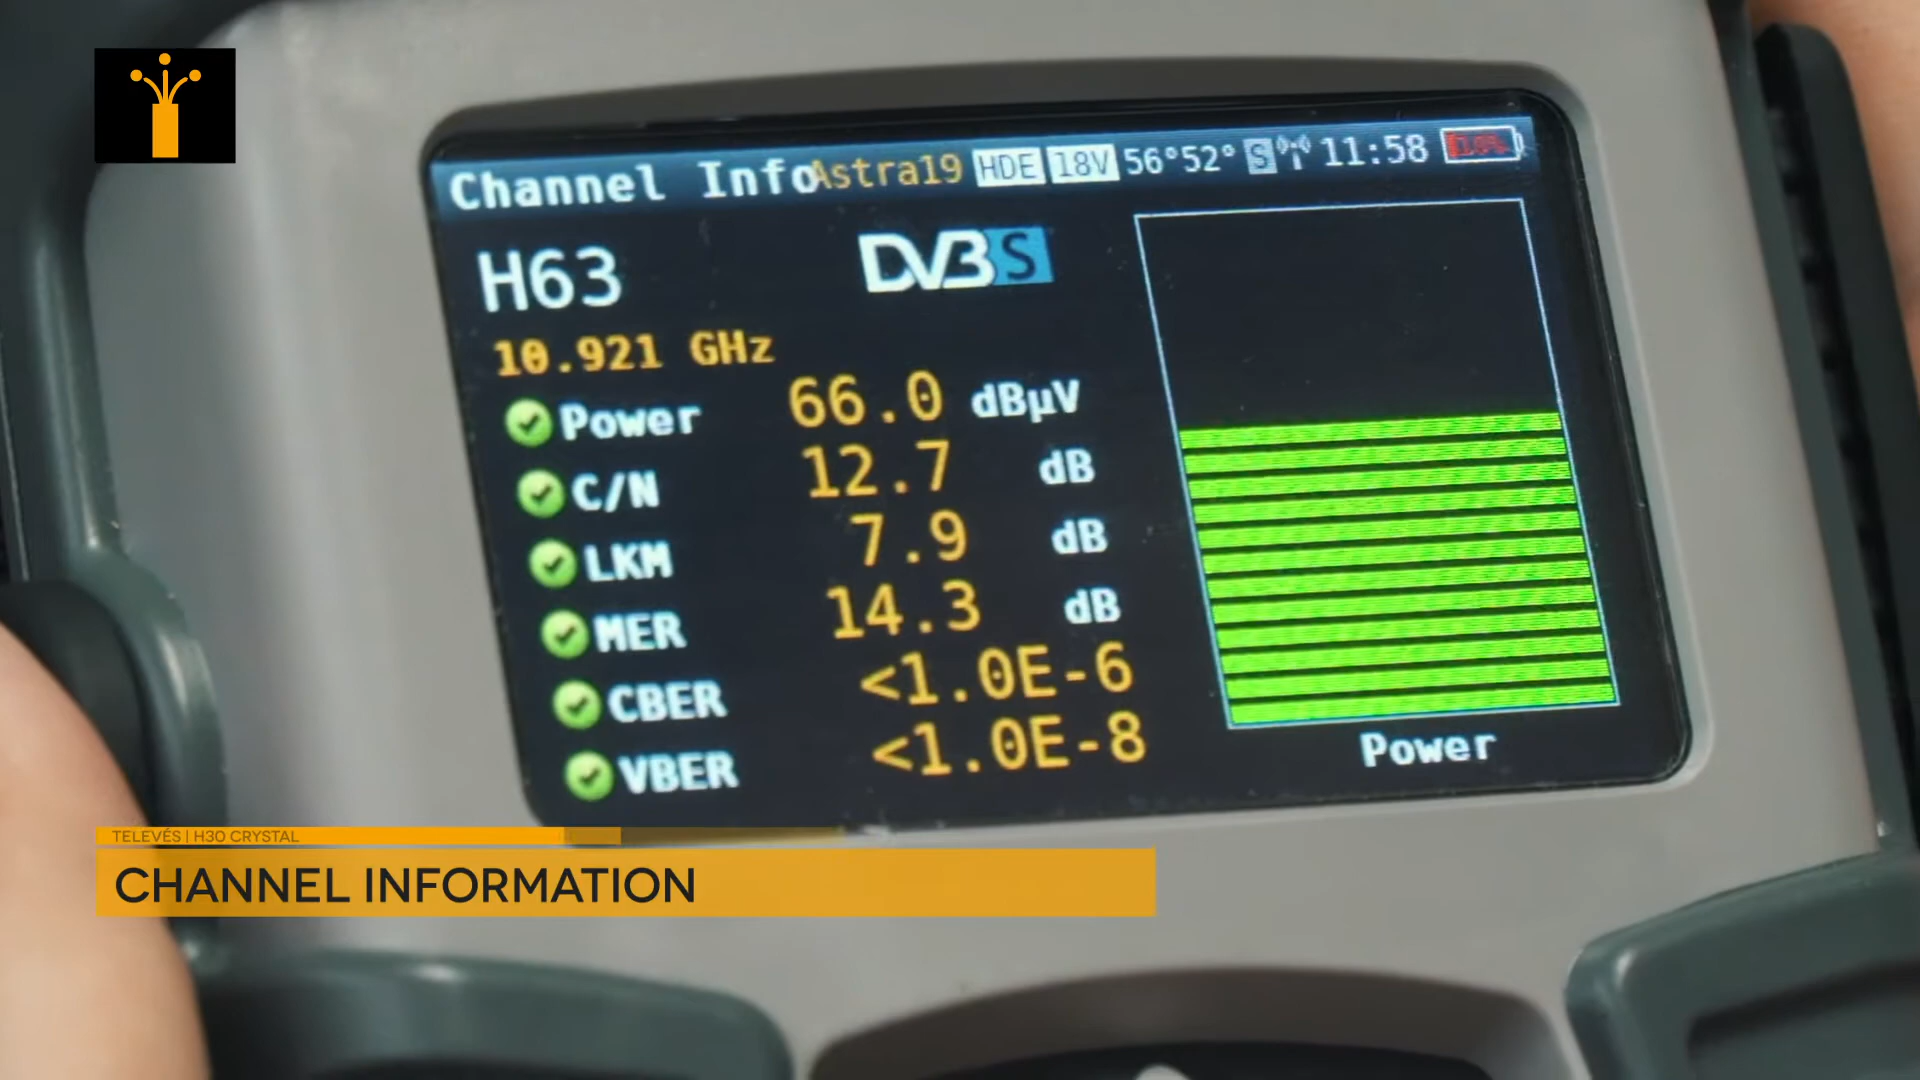 Channel Info Astra19 HDE 18V 56°52° S 11:58 10%
H63 DVB S
10.921 GHz
Power 66.0 dBµV
C/N 12.7 dB
LKM 7.9 dB
MER 14.3 dB
CBER <1.0E-6
VBER <1.0E-8
Power
TELEVÉS | H30 CRYSTAL
CHANNEL INFORMATION